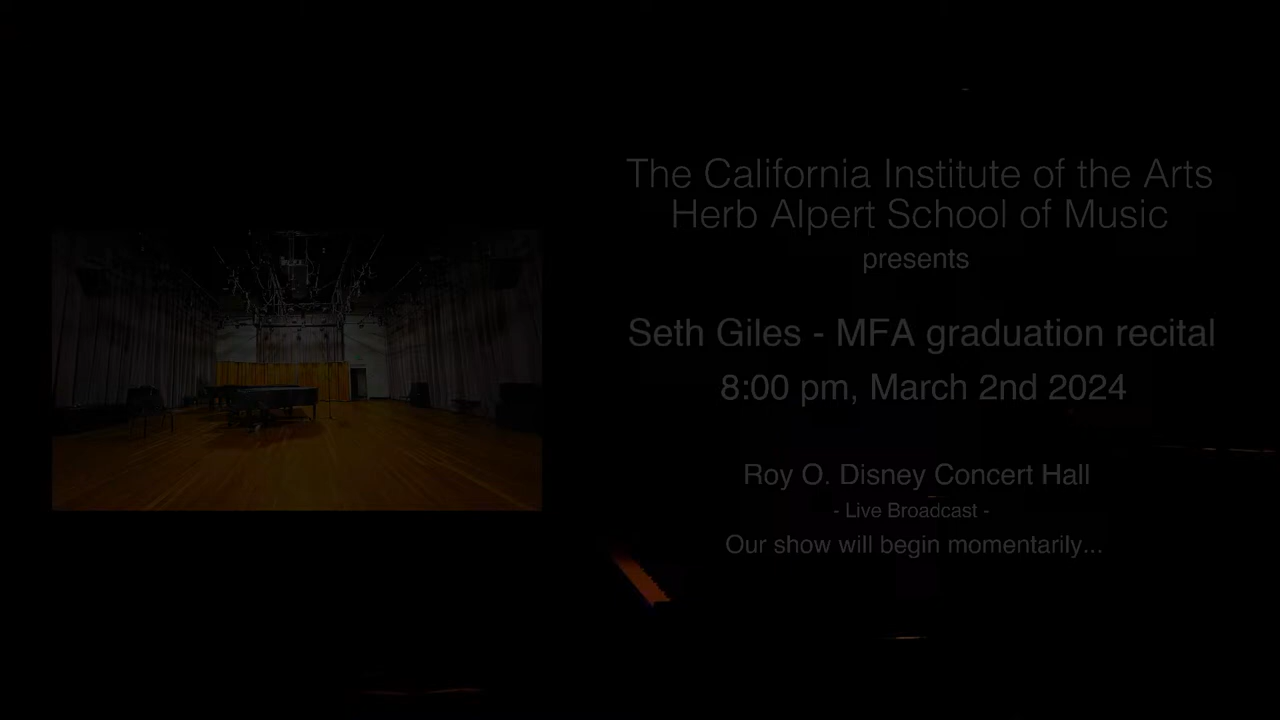 The California Institute of the Arts
Herb Alpert School of Music
presents
Seth Giles - MFA graduation recital
8:00 pm, March 2nd 2024
Roy O. Disney Concert Hall
- Live Broadcast -
Our show will begin momentarily...